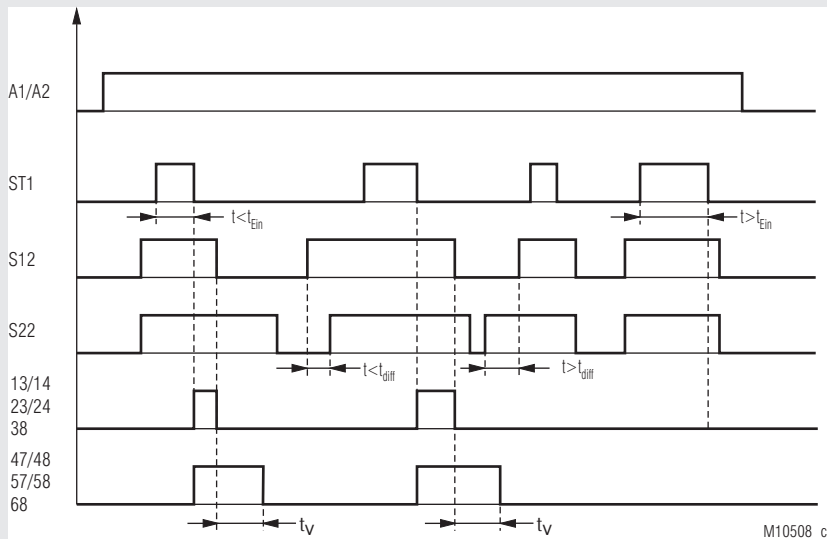 A1/A2
ST1
t<tEin
t>tEin
S12
S22
t<tdiff
t>tdiff
13/14
23/24
38
47/48
57/58
68
tv
tv
M10508_c